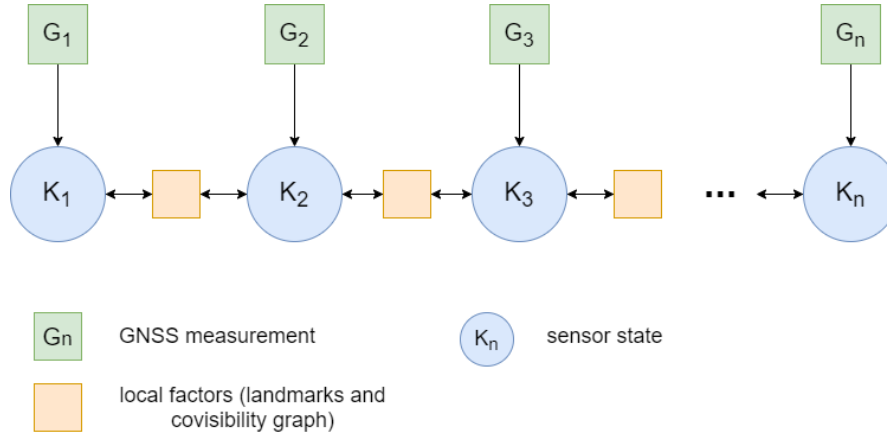 G₁ G₂ G₃ Gₙ
K₁ K₂ K₃ ... Kₙ
Gn GNSS measurement Kₙ sensor state
local factors (landmarks and
covisibility graph)